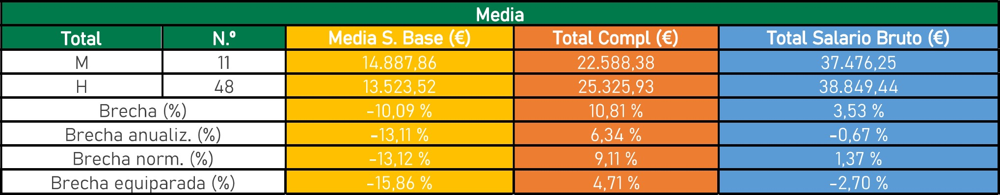 Media
Total N.º Media S. Base (€) Total Compl (€) Total Salario Bruto (€)
M 11 14.887,86 22.588,38 37.476,25
H 48 13.523,52 25.325,93 38.849,44
Brecha (%) -10,09 % 10,81 % 3,53 %
Brecha anualiz. (%) -13,11 % 6,34 % -0,67 %
Brecha norm. (%) -13,12 % 9,11 % 1,37 %
Brecha equiparada (%) -15,86 % 4,71 % -2,70 %